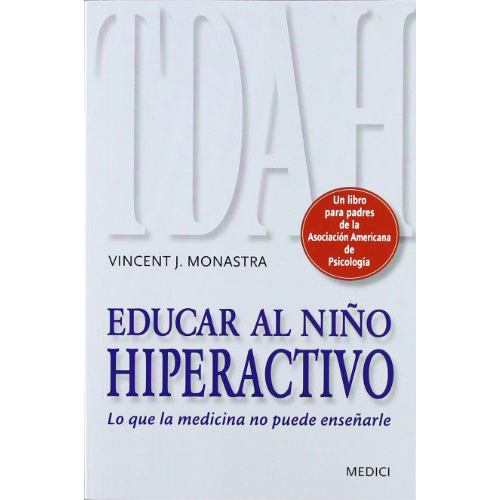 TDAH
Un libro
para padres
de la
Asociación Americana
de
Psicología
VINCENT J. MONASTRA
EDUCAR AL NIÑO
HIPERACTIVO
Lo que la medicina no puede enseñarle
MEDICI